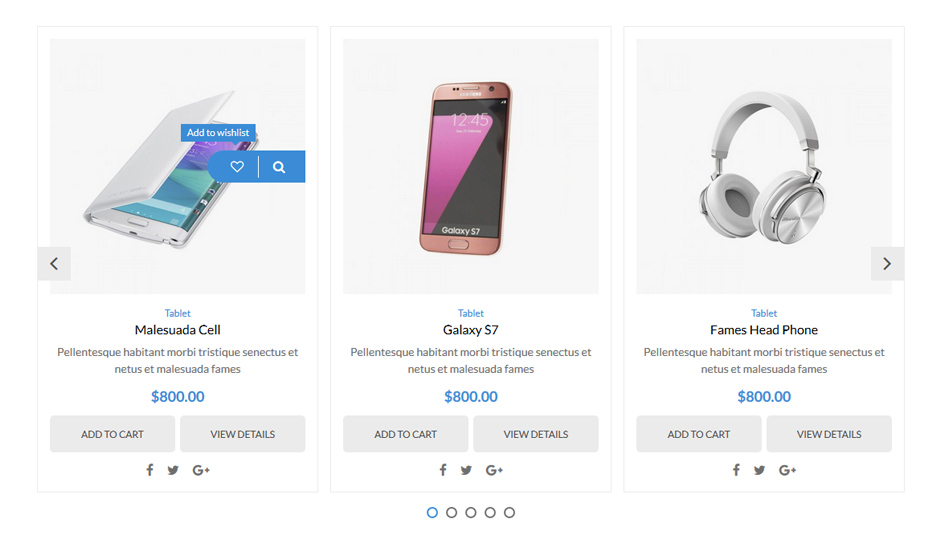 Add to wishlist
SAMSUNG
12:45
Galaxy S7
Tablet
Malesuada Cell
Pellentesque habitant morbi tristique senectus et
netus et malesuada fames
$800.00
ADD TO CART
VIEW DETAILS
Tablet
Galaxy S7
Pellentesque habitant morbi tristique senectus et
netus et malesuada fames
$800.00
ADD TO CART
VIEW DETAILS
Tablet
Fames Head Phone
Pellentesque habitant morbi tristique senectus et
netus et malesuada fames
$800.00
ADD TO CART
VIEW DETAILS